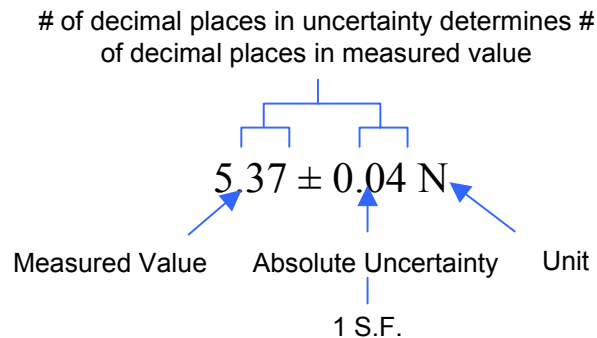 # of decimal places in uncertainty determines #
of decimal places in measured value
5.37 ± 0.04 N
Measured Value Absolute Uncertainty Unit
1 S.F.